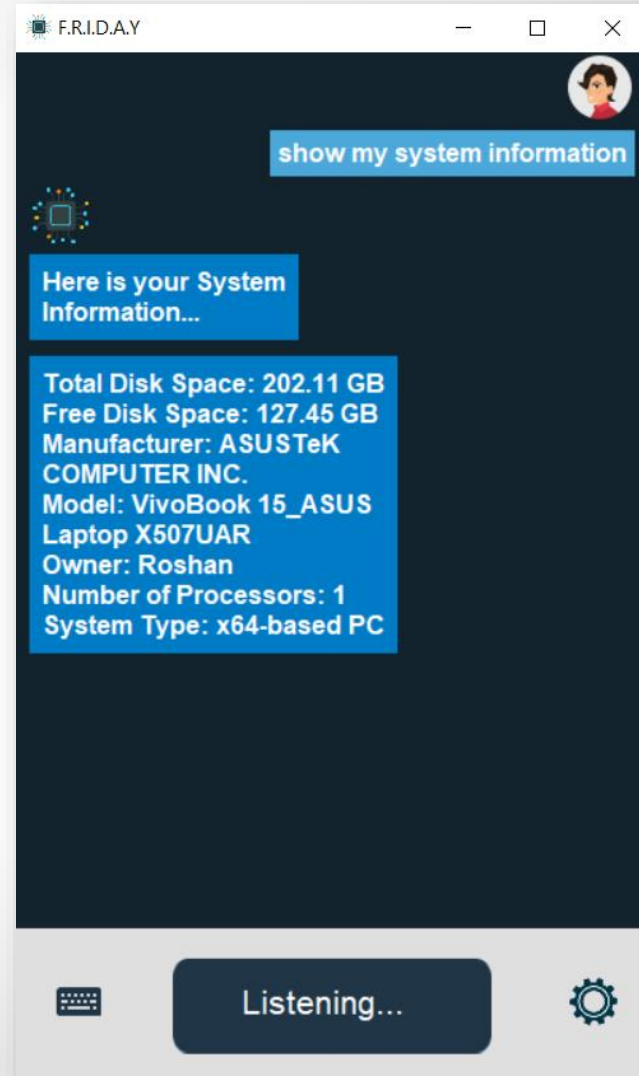 F.R.I.D.A.Y
show my system information
Here is your System
Information...
Total Disk Space: 202.11 GB
Free Disk Space: 127.45 GB
Manufacturer: ASUSTeK
COMPUTER INC.
Model: VivoBook 15_ASUS
Laptop X507UAR
Owner: Roshan
Number of Processors: 1
System Type: x64-based PC
Listening...